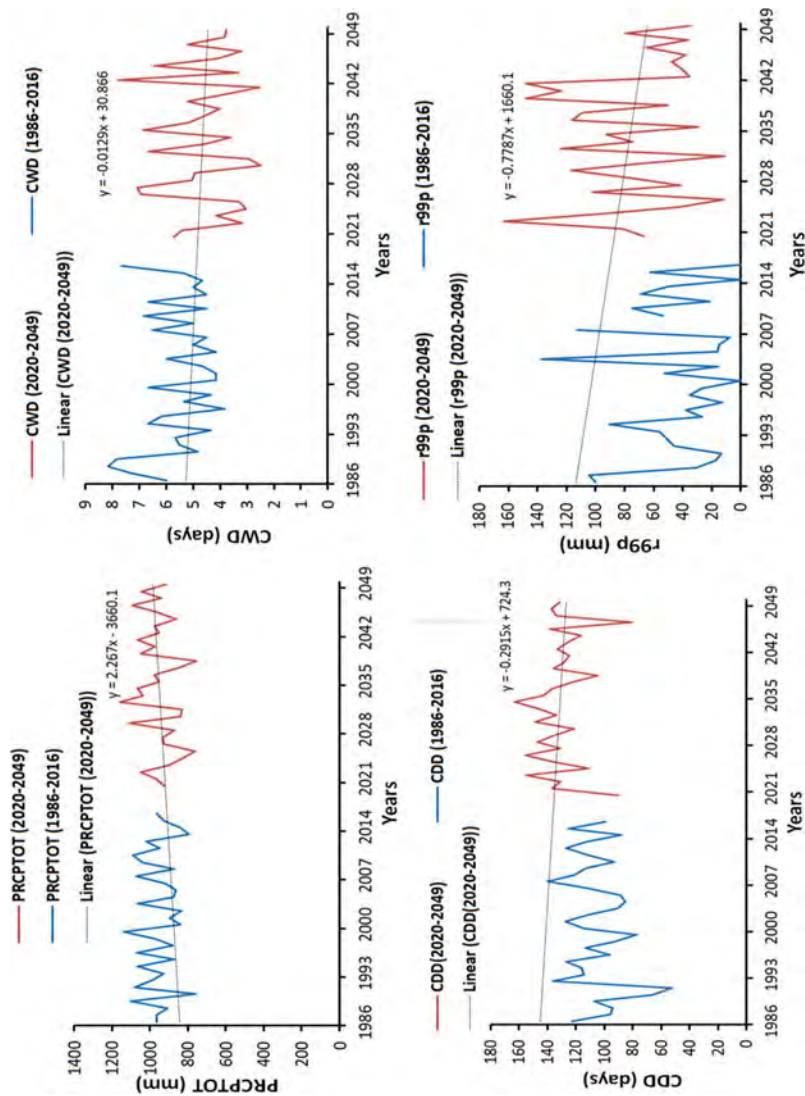 PRCPTOT (2020-2049)
PRCPTOT (1986-2016)
Linear (PRCPTOT (2020-2049))
y = 2.267x - 3660.1
PRCPTOT (mm)
1400
1200
1000
800
600
400
200
0
1986 1993 2000 2007 2014 2021 2028 2035 2042 2049
Years
CWD (2020-2049) CWD (1986-2016)
Linear (CWD (2020-2049))
y = -0.0129x + 30.866
CWD (days)
9
8
7
6
5
4
3
2
1
0
1986 1993 2000 2007 2014 2021 2028 2035 2042 2049
Years
CDD(2020-2049) CDD (1986-2016)
Linear (CDD(2020-2049))
y = -0.2915x + 724.3
CDD (days)
180
160
140
120
100
80
60
40
20
0
1986 1993 2000 2007 2014 2021 2028 2035 2042 2049
Years
r99p (2020-2049) r99p (1986-2016)
Linear (r99p (2020-2049))
y = -0.7787x + 1660.1
r99p (mm)
180
160
140
120
100
80
60
40
20
0
1986 1993 2000 2007 2014 2021 2028 2035 2042 2049
Years